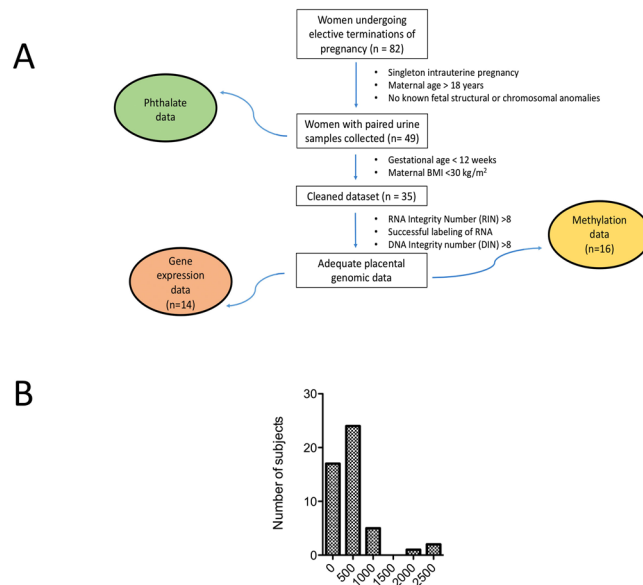 A
Women undergoing
elective terminations of
pregnancy (n = 82)
• Singleton intrauterine pregnancy
• Maternal age > 18 years
• No known fetal structural or chromosomal anomalies
Phthalate
data
Women with paired urine
samples collected (n= 49)
• Gestational age < 12 weeks
• Maternal BMI <30 kg/m²
Cleaned dataset (n = 35)
• RNA Integrity Number (RIN) >8
• Successful labeling of RNA
• DNA Integrity number (DIN) >8
Methylation
data
(n=16)
Adequate placental
genomic data
Gene
expression
data
(n=14)
B
Number of subjects
30
20
10
0
0 500 1000 1500 2000 2500